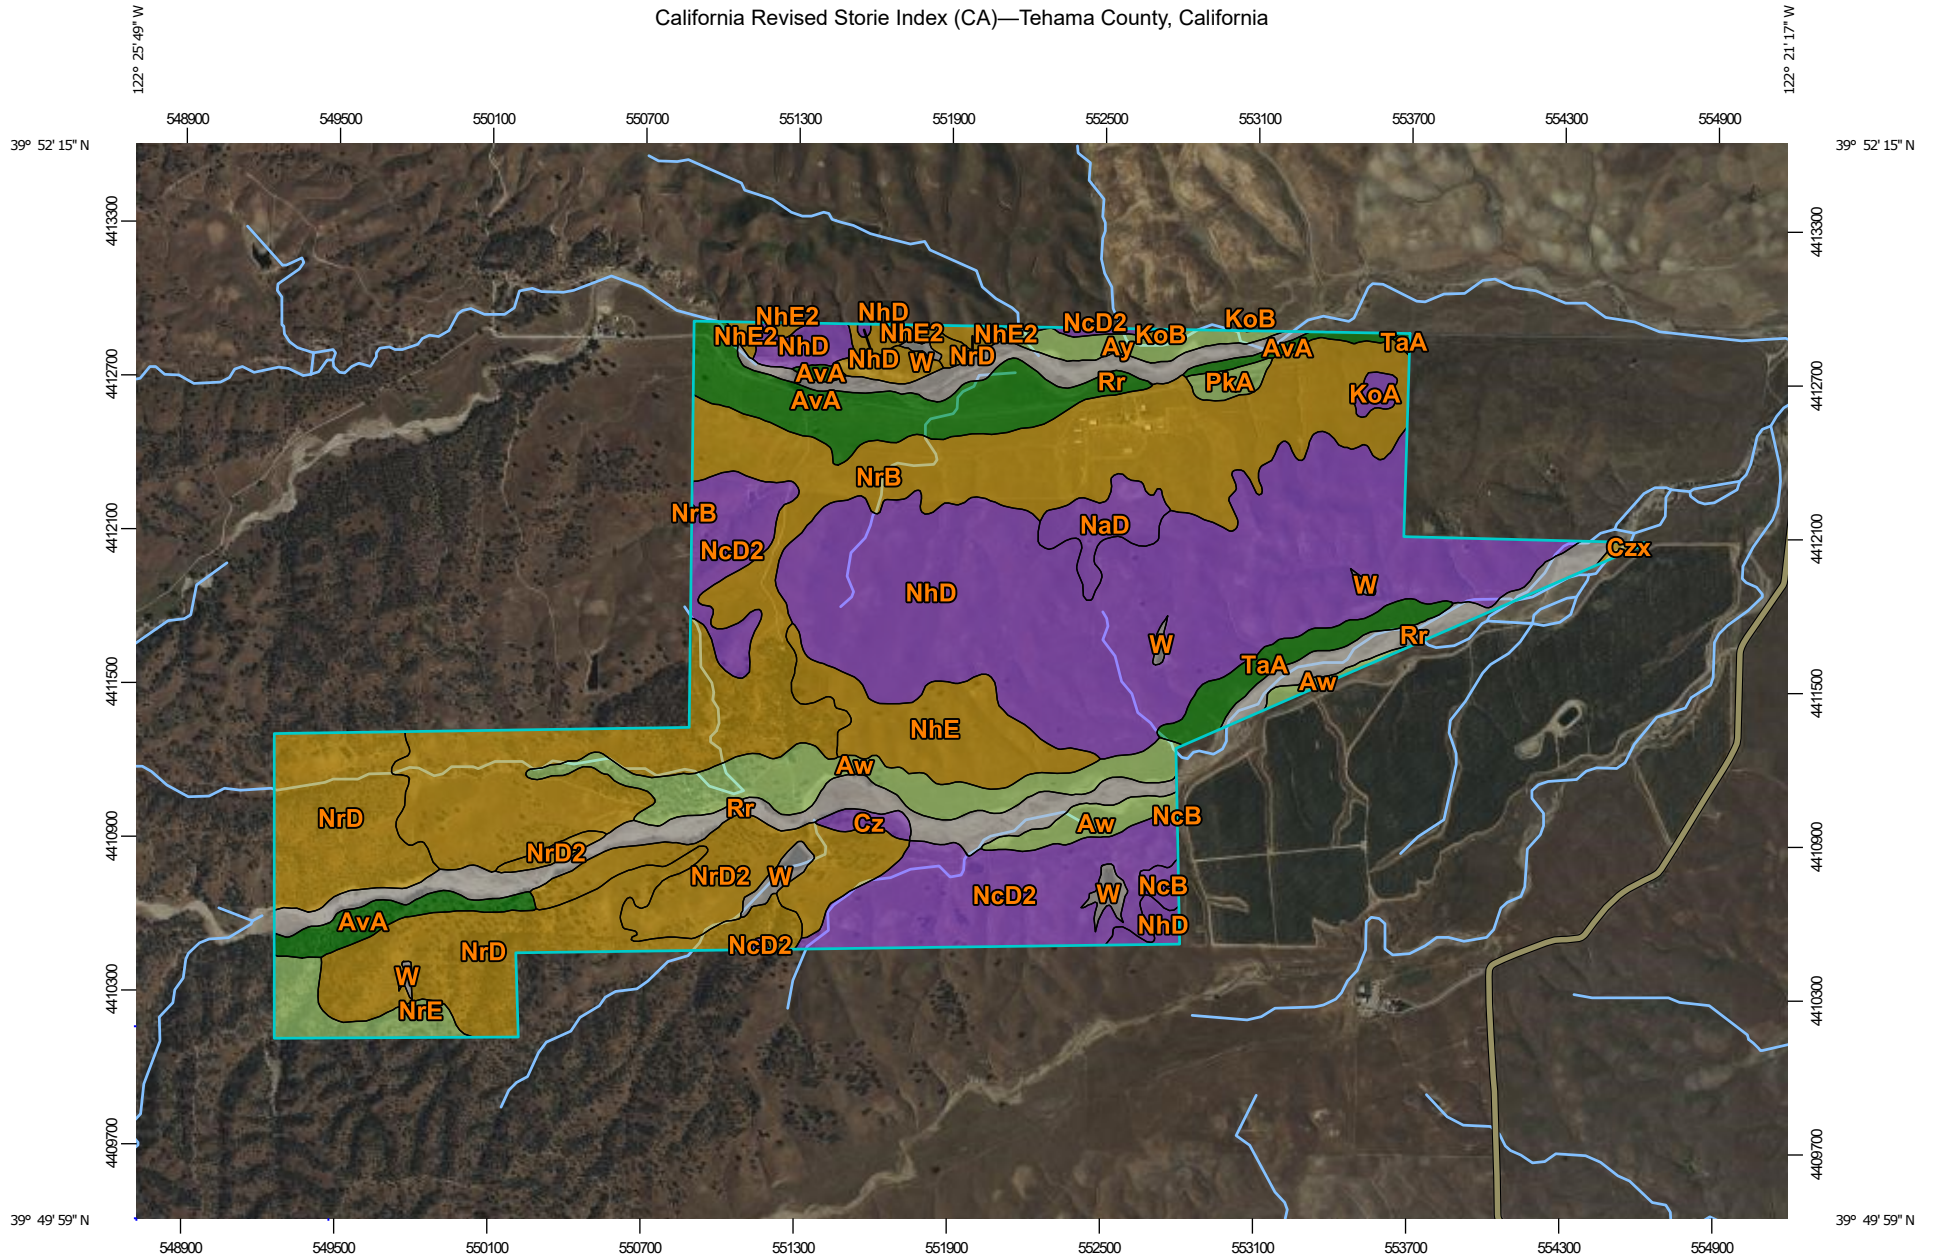 California Revised Storie Index (CA)—Tehama County, California
122° 25' 49" W
122° 21' 17" W
548900 549500 550100 550700 551300 551900 552500 553100 553700 554300 554900
39° 52' 15" N
39° 52' 15" N
4413300
4413300
NhE2 NhD NcD2 KoB
NhE2 NhD NhE2 NhE2 Ay KoB AvA TaA
NhD W NrD
4412700
4412700
AvA Rr PkA KoA
AvA
NrB
NrB NaD
4412100
4412100
NcD2 Czx
NhD W
W Rr
TaA
4411500
4411500
Aw
NhE
Aw
NrD Rr Cz Aw NcB
4410900
4410900
NrD2
NrD2 W NcD2 W NcB
AvA NhD
NrD NcD2
W
4410300
4410300
NrE
4409700
4409700
39° 49' 59" N
39° 49' 59" N
548900 549500 550100 550700 551300 551900 552500 553100 553700 554300 554900